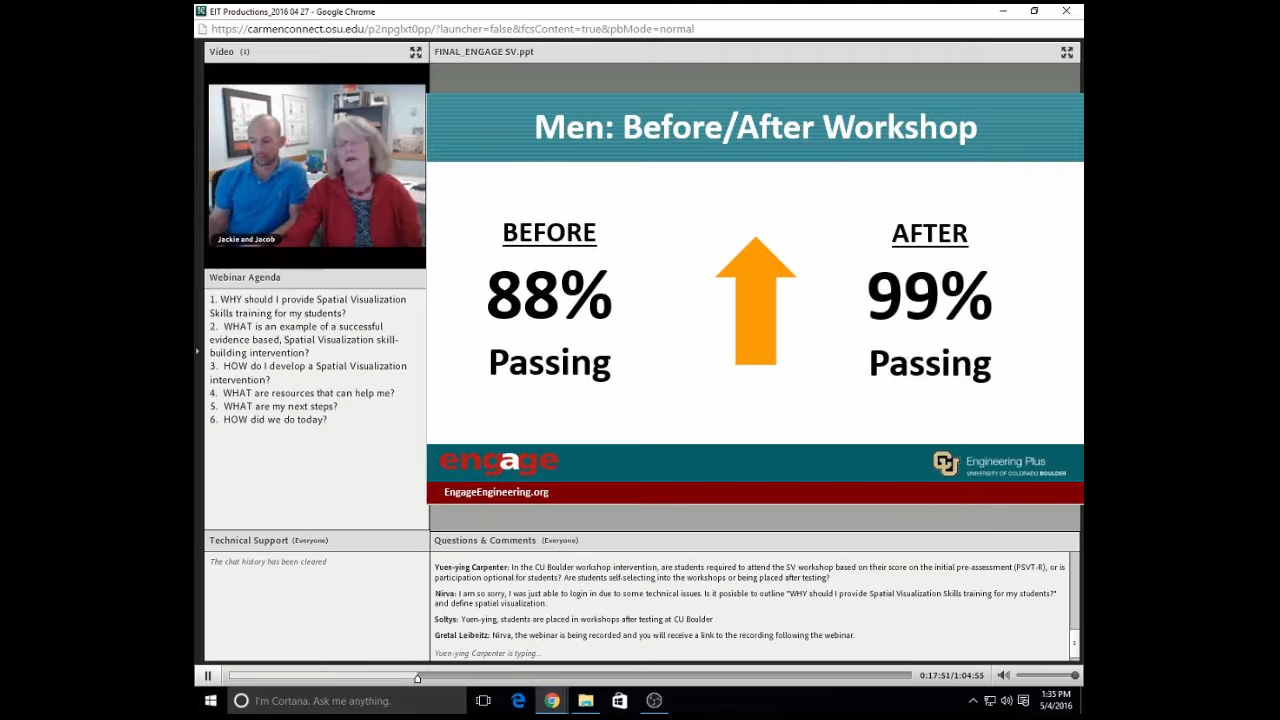 EIT Productions_2016 04 27 - Google Chrome
https://carmenconnect.osu.edu/p2npglxt0pp/?launcher=false&fcsContent=true&pbMode=normal
Video (1)
FINAL_ENGAGE SV.ppt
Jackie and Jacob
Men: Before/After Workshop
BEFORE
88%
Passing
AFTER
99%
Passing
engage
Engineering Plus
UNIVERSITY OF COLORADO BOULDER
EngageEngineering.org
Webinar Agenda
1. WHY should I provide Spatial Visualization
Skills training for my students?
2. WHAT is an example of a successful
evidence based, Spatial Visualization skill-
building intervention?
3. HOW do I develop a Spatial Visualization
intervention?
4. WHAT are resources that can help me?
5. WHAT are my next steps?
6. HOW did we do today?
Technical Support (Everyone)
The chat history has been cleared
Questions & Comments (Everyone)
Yuen-ying Carpenter: In the CU Boulder workshop intervention, are students required to attend the SV workshop based on their score on the initial pre-assessment (PSVT-R), or is
participation optional for students? Are students self-selecting into the workshops or being placed after testing?
Nirva: I am so sorry, I was just able to login in due to some technical issues. Is it posisble to outline "WHY should I provide Spatial Visualization Skills training for my students?"
and define spatial visualization.
Soltys: Yuen-ying, students are placed in workshops after testing at CU Boulder
Gretal Leibnitz: Nirva, the webinar is being recorded and you will receive a link to the recording following the webinar.
Yuen-ying Carpenter is typing...
0:17:51/1:04:55
I'm Cortana. Ask me anything.
1:35 PM
5/4/2016